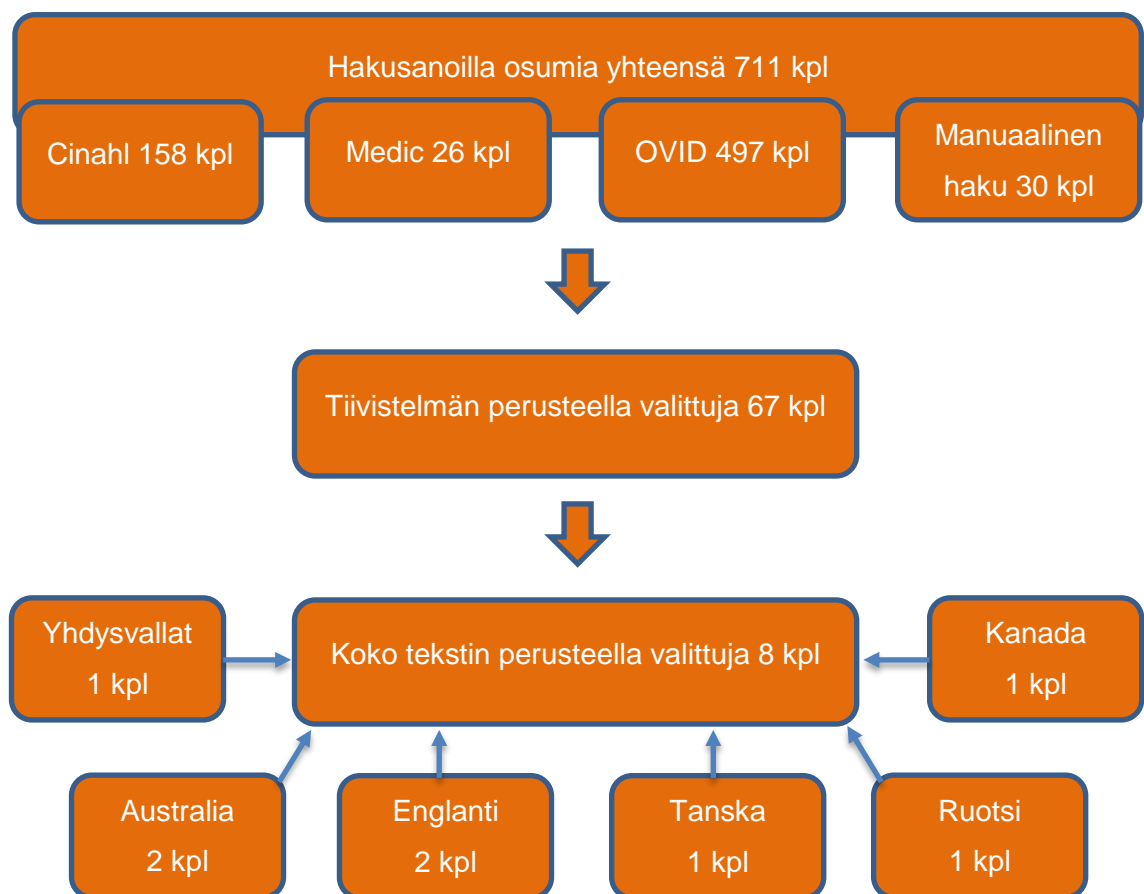 Hakusanoilla osumia yhteensä 711 kpl
Cinahl 158 kpl
Medic 26 kpl
OVID 497 kpl
Manuaalinen
haku 30 kpl
Tiivistelmän perusteella valittuja 67 kpl
Yhdysvallat
1 kpl
Koko tekstin perusteella valittuja 8 kpl
Kanada
1 kpl
Australia
2 kpl
Englanti
2 kpl
Tanska
1 kpl
Ruotsi
1 kpl